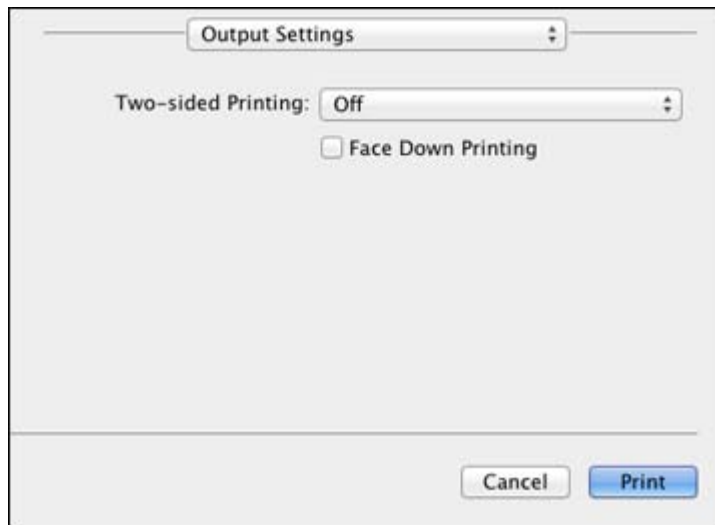 Output Settings
Two-sided Printing: Off
Face Down Printing
Cancel Print